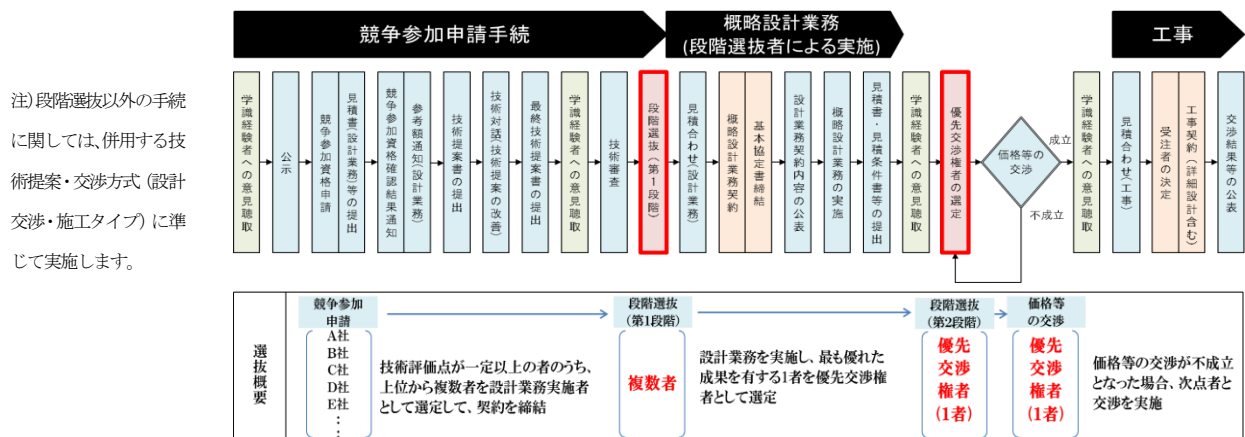 競争参加申請手続
概略設計業務
(段階選抜者による実施)
工事
注)段階選抜以外の手続
に関しては、併用する技
術提案・交渉方式（設計
交渉・施工タイプ）に準
じて実施します。
学識経験者への意見聴取
公示
競争参加資格申請
見積書(設計業務)等の提出
競争参加資格確認結果通知
参考額通知(設計業務)
技術提案書の提出
技術対話(技術提案の改善)
最終技術提案書の提出
学識経験者への意見聴取
技術審査
段階選抜(第1段階)
見積合わせ(設計業務)
概略設計業務契約
基本協定書締結
設計業務契約内容の公表
概略設計業務の実施
見積書・見積条件書等の提出
学識経験者への意見聴取
優先交渉権者の選定
価格等の
交渉
成立
不成立
学識経験者への意見聴取
見積合わせ(工事)
受注者の決定
工事契約(詳細設計含む)
交渉結果等の公表
選抜概要
競争参加
申請
A社
B社
C社
D社
E社
：
技術評価点が一定以上の者のうち、
上位から複数者を設計業務実施者
として選定して、契約を締結
段階選抜
(第1段階)
複数者
設計業務を実施し、最も優れた
成果を有する1者を優先交渉権
者として選定
段階選抜
(第2段階)
優先
交渉
権者
(1者)
価格等
の交渉
優先
交渉
権者
(1者)
価格等の交渉が不成立
となった場合、次点者と
交渉を実施